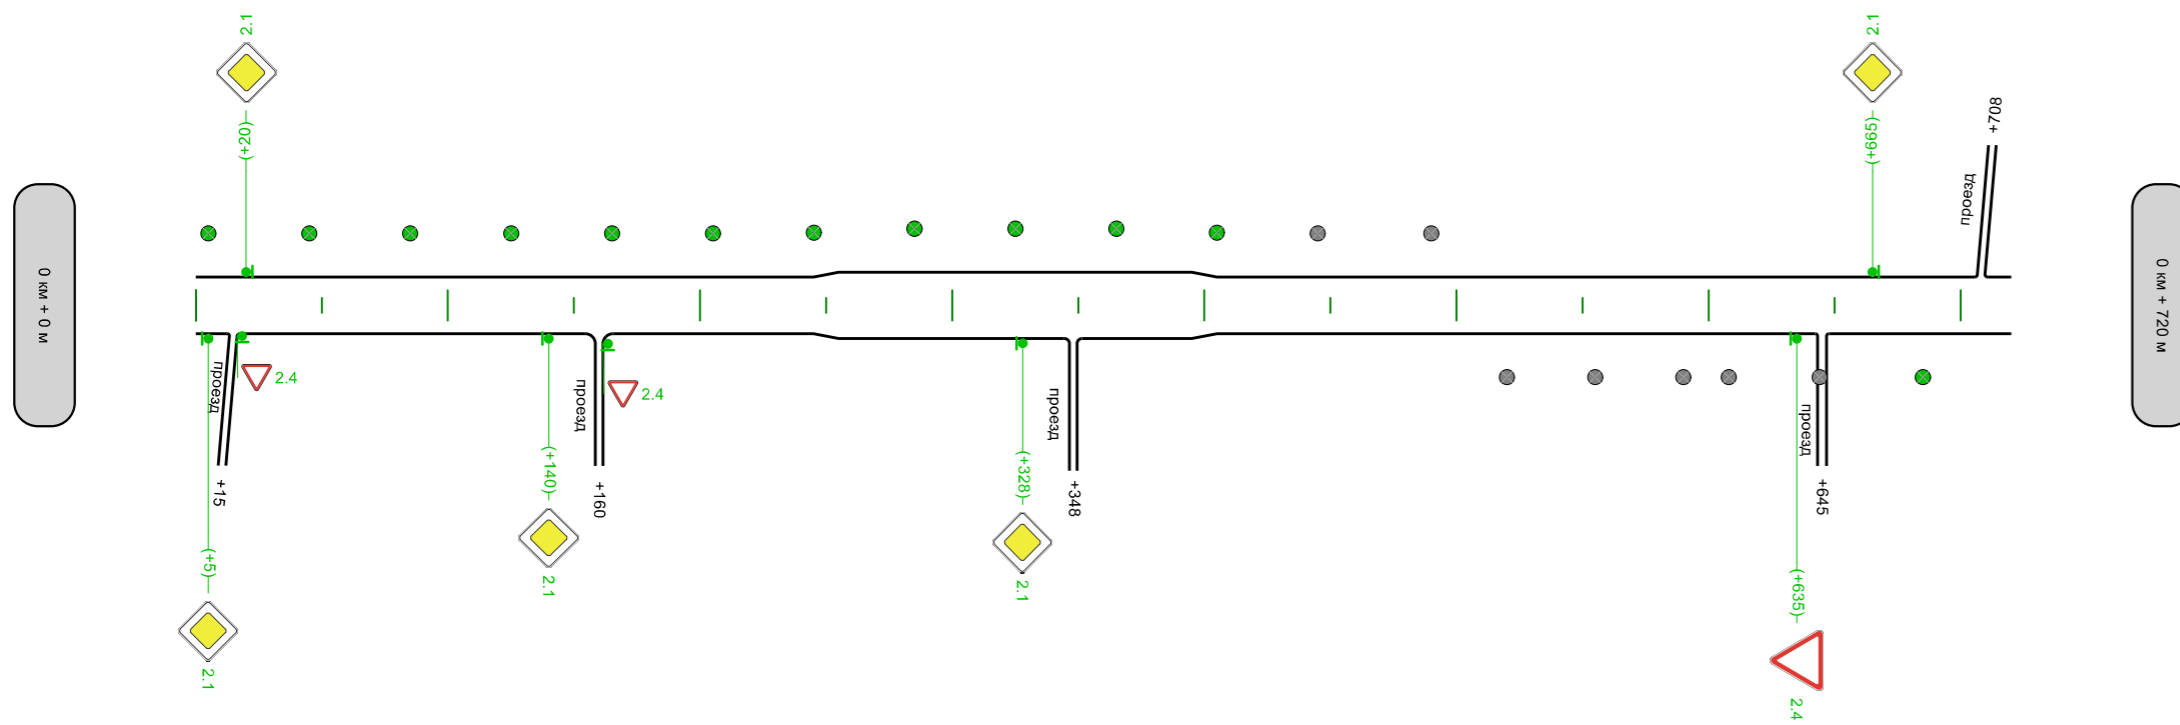 2.1
(+20)
2.1
(+665)
+708
проезд
0 км + 0 м
0 км + 720 м
проезд
2.4
+15
(+5)
2.1
проезд
2.4
(+140)
+160
2.1
проезд
(+328)
+348
2.1
проезд
+645
(+635)
2.4